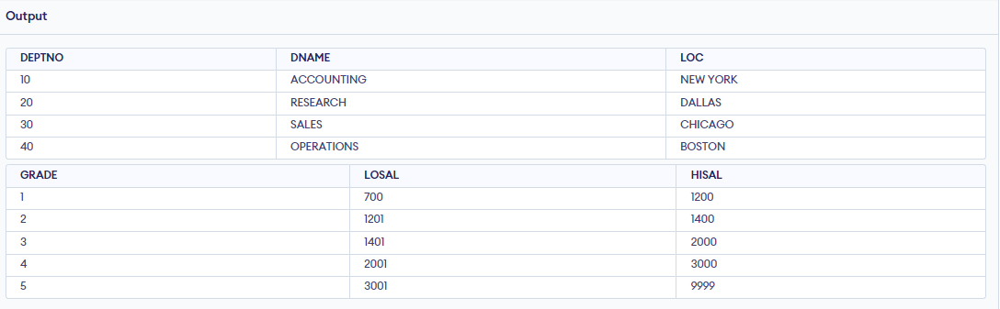 Output
DEPTNO DNAME LOC
10 ACCOUNTING NEW YORK
20 RESEARCH DALLAS
30 SALES CHICAGO
40 OPERATIONS BOSTON
GRADE LOSAL HISAL
1 700 1200
2 1201 1400
3 1401 2000
4 2001 3000
5 3001 9999